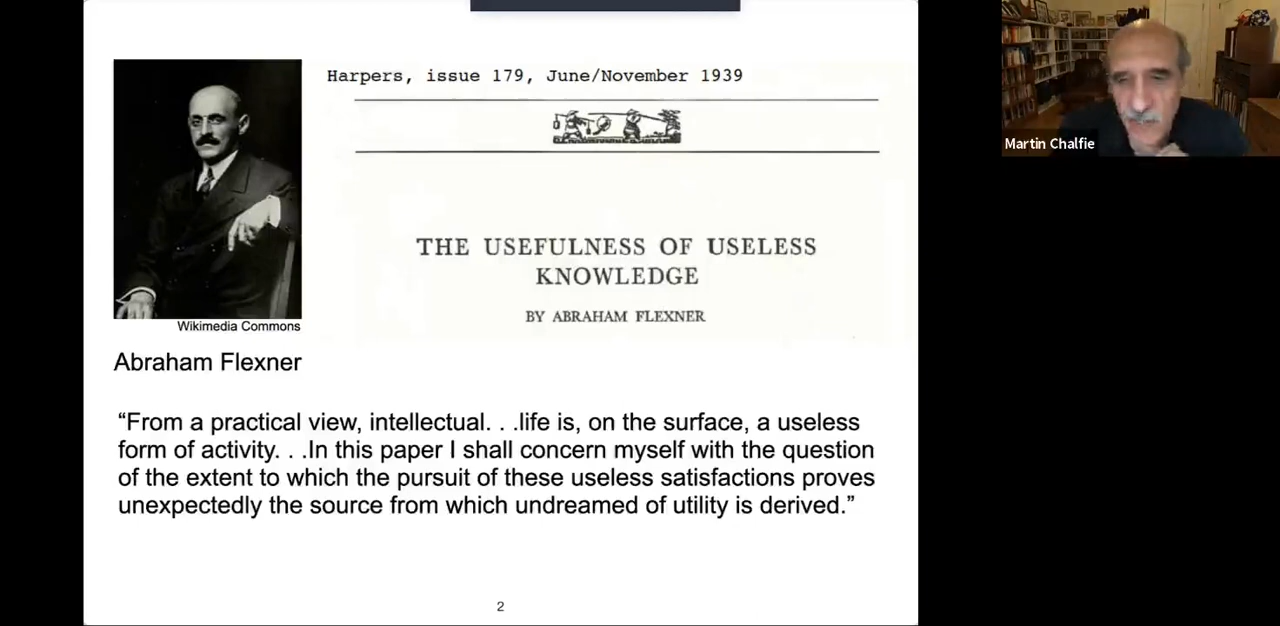 Harpers, issue 179, June/November 1939
THE USEFULNESS OF USELESS
KNOWLEDGE
BY ABRAHAM FLEXNER
Wikimedia Commons
Abraham Flexner
“From a practical view, intellectual. . .life is, on the surface, a useless
form of activity. . .In this paper I shall concern myself with the question
of the extent to which the pursuit of these useless satisfactions proves
unexpectedly the source from which undreamed of utility is derived.”
2
Martin Chalfie